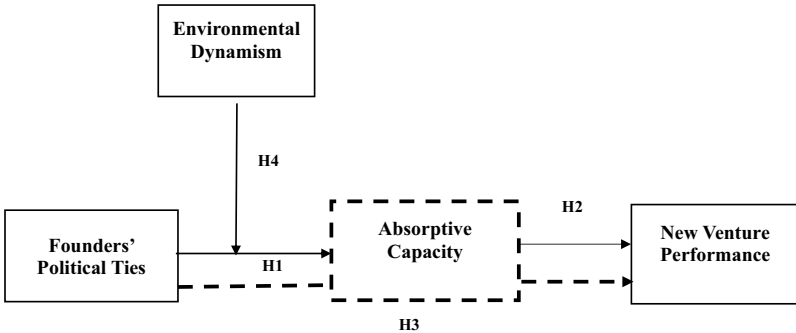 Environmental
Dynamism
H4
H2
Founders'
Political Ties
H1
Absorptive
Capacity
New Venture
Performance
H3